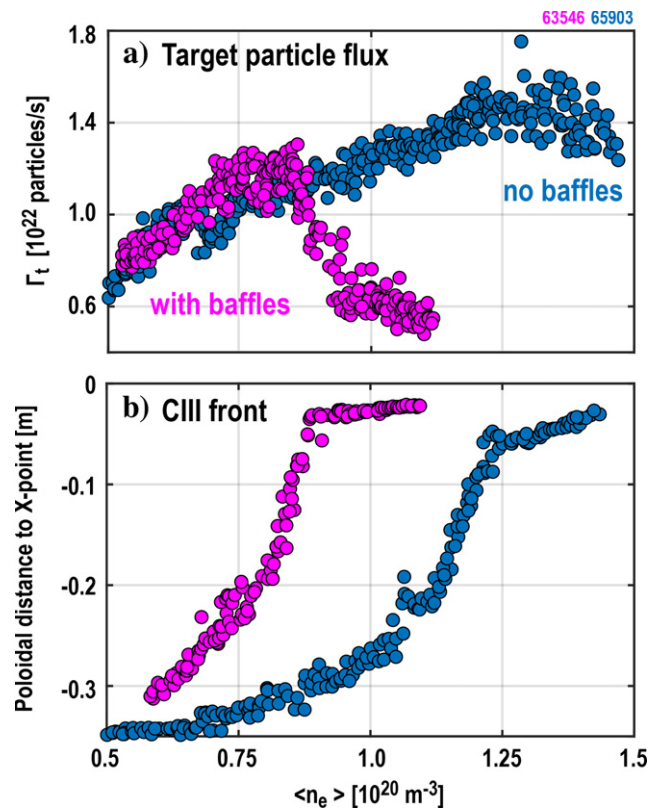 63546 65903
a) Target particle flux
1.8
1.4
1.0
0.6
Γt [10²² particles/s]
no baffles
with baffles
b) CIII front
0
-0.1
-0.2
-0.3
Poloidal distance to X-point [m]
0.5 0.75 1.0 1.25 1.5
<ne> [10²⁰ m⁻³]